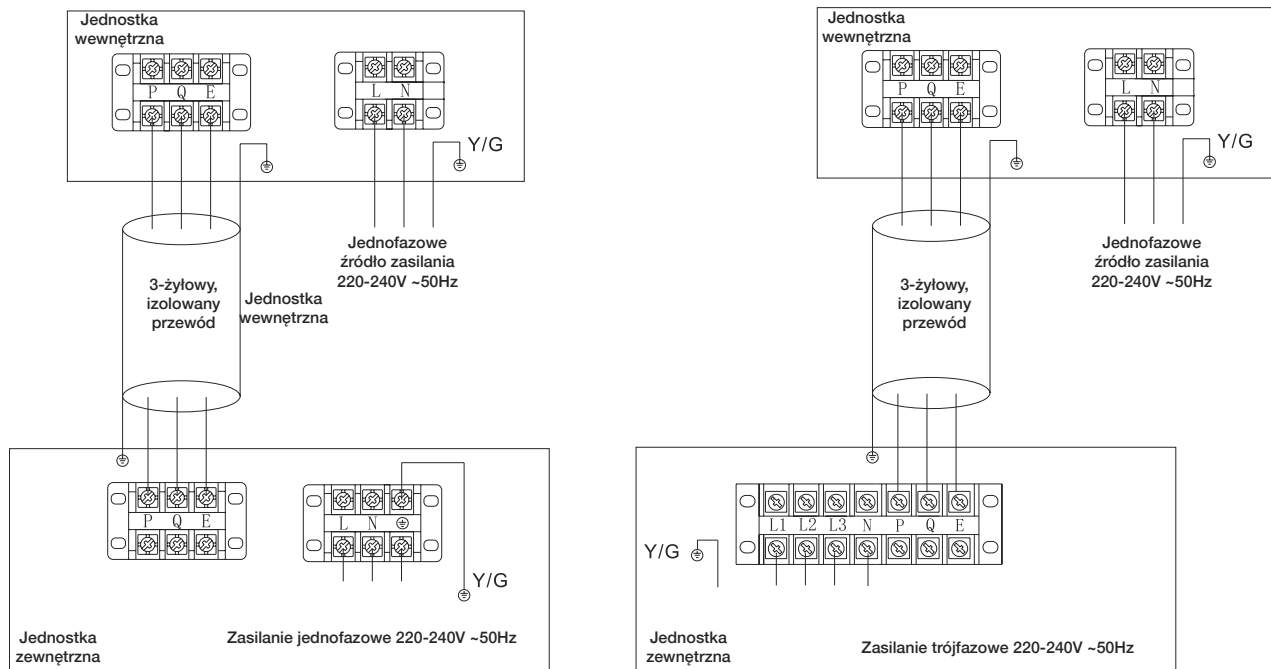 Jednostka
wewnętrzna
P Q E
L N
Y/G
Jednofazowe
źródło zasilania
220-240V ~50Hz
3-żyłowy,
izolowany
przewód
Jednostka
wewnętrzna
P Q E
L N
Y/G
Jednostka
zewnętrzna
Zasilanie jednofazowe 220-240V ~50Hz
Jednostka
wewnętrzna
P Q E
L N
Y/G
Jednofazowe
źródło zasilania
220-240V ~50Hz
3-żyłowy,
izolowany
przewód
L1 L2 L3 N P Q E
Y/G
Jednostka
zewnętrzna
Zasilanie trójfazowe 220-240V ~50Hz